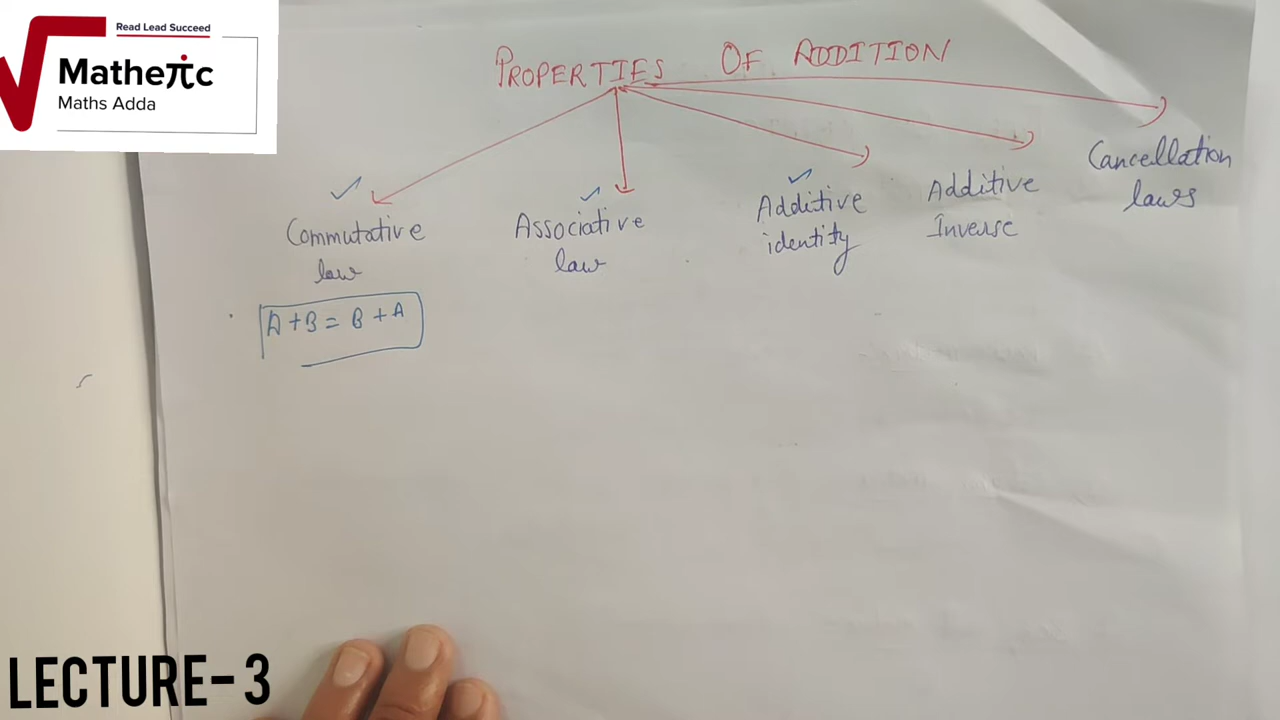 Read Lead Succeed
Matheπc
Maths Adda
PROPERTIES OF ADDITION
Commutative
law
Associative
law
Additive
identity
Additive
Inverse
Cancellation
laws
A+B = B+A
LECTURE- 3